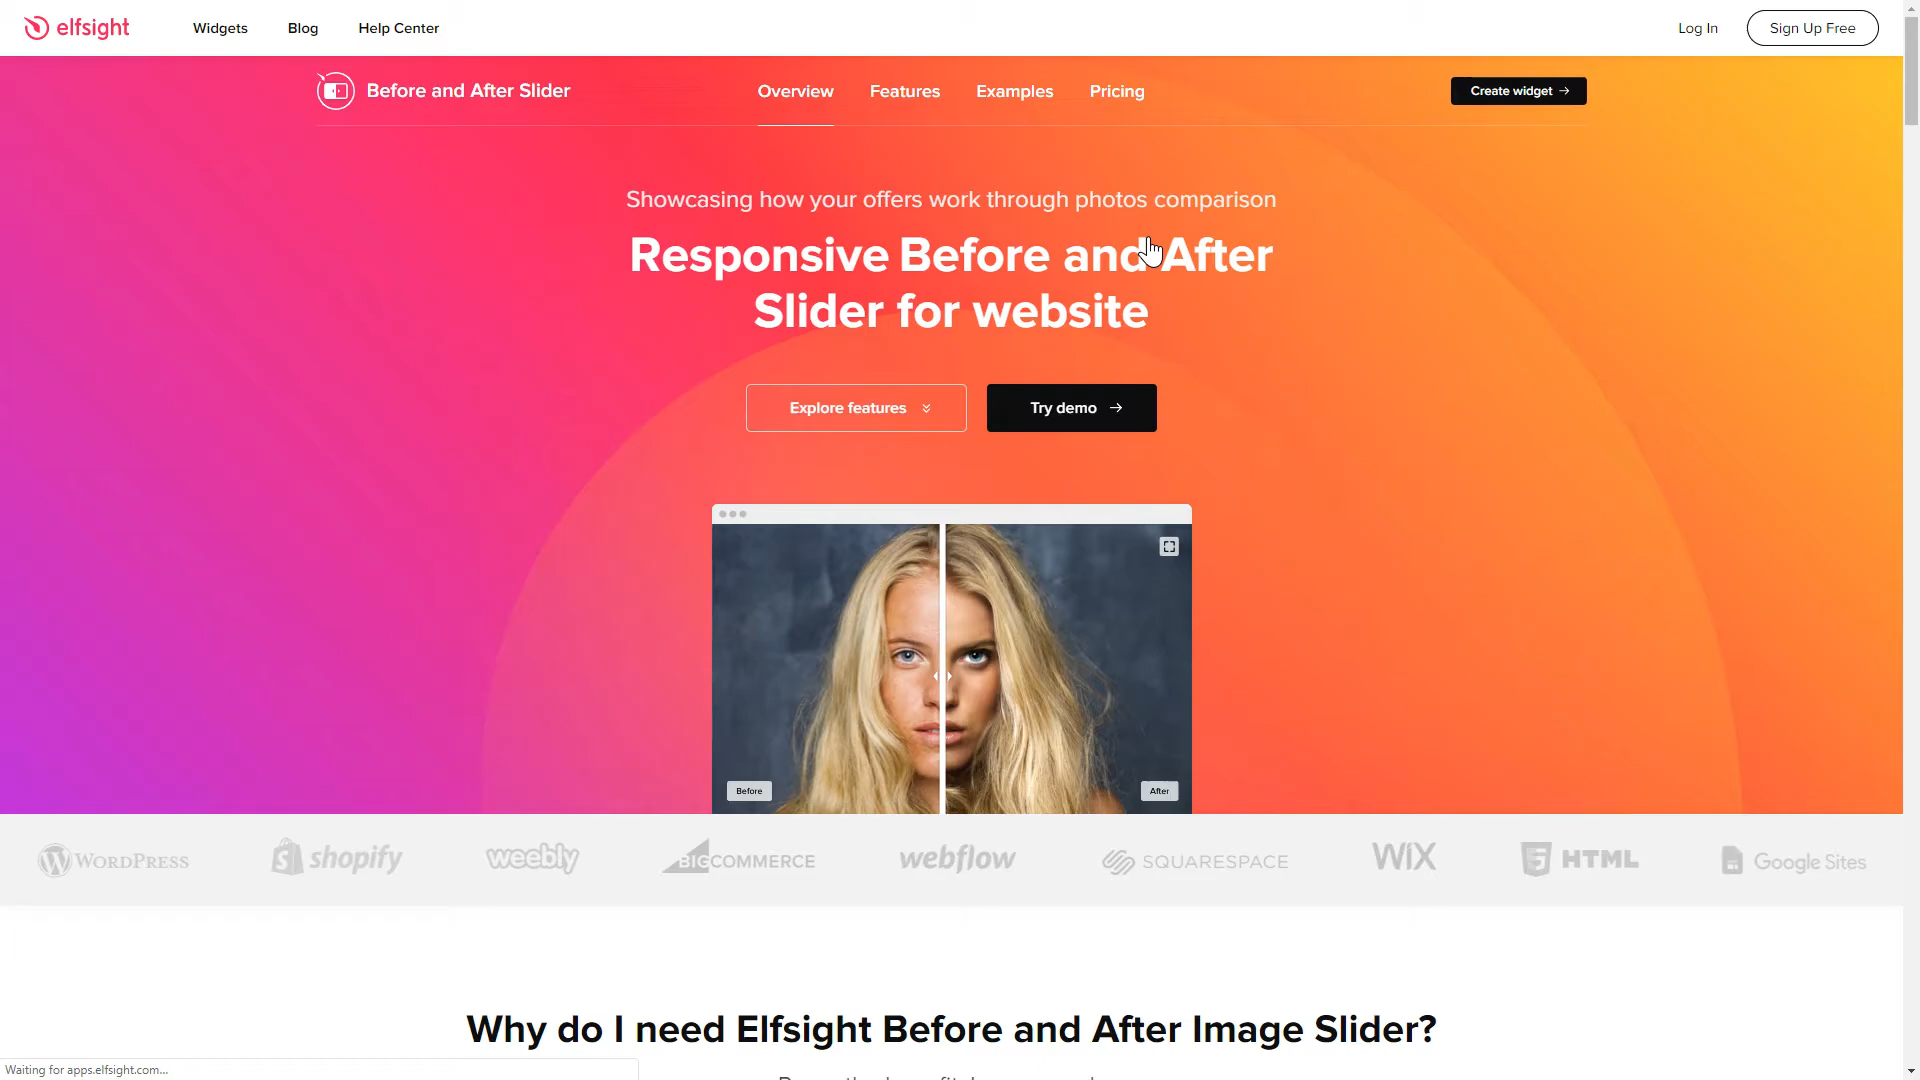 elfsight
Widgets
Blog
Help Center
Log In
Sign Up Free
Before and After Slider
Overview
Features
Examples
Pricing
Create widget →
Showcasing how your offers work through photos comparison
Responsive Before and After
Slider for website
Explore features
Try demo →
Before
After
WORDPRESS
shopify
weebly
BIGCOMMERCE
webflow
SQUARESPACE
WIX
HTML
Google Sites
Why do I need Elfsight Before and After Image Slider?
Waiting for apps.elfsight.com...